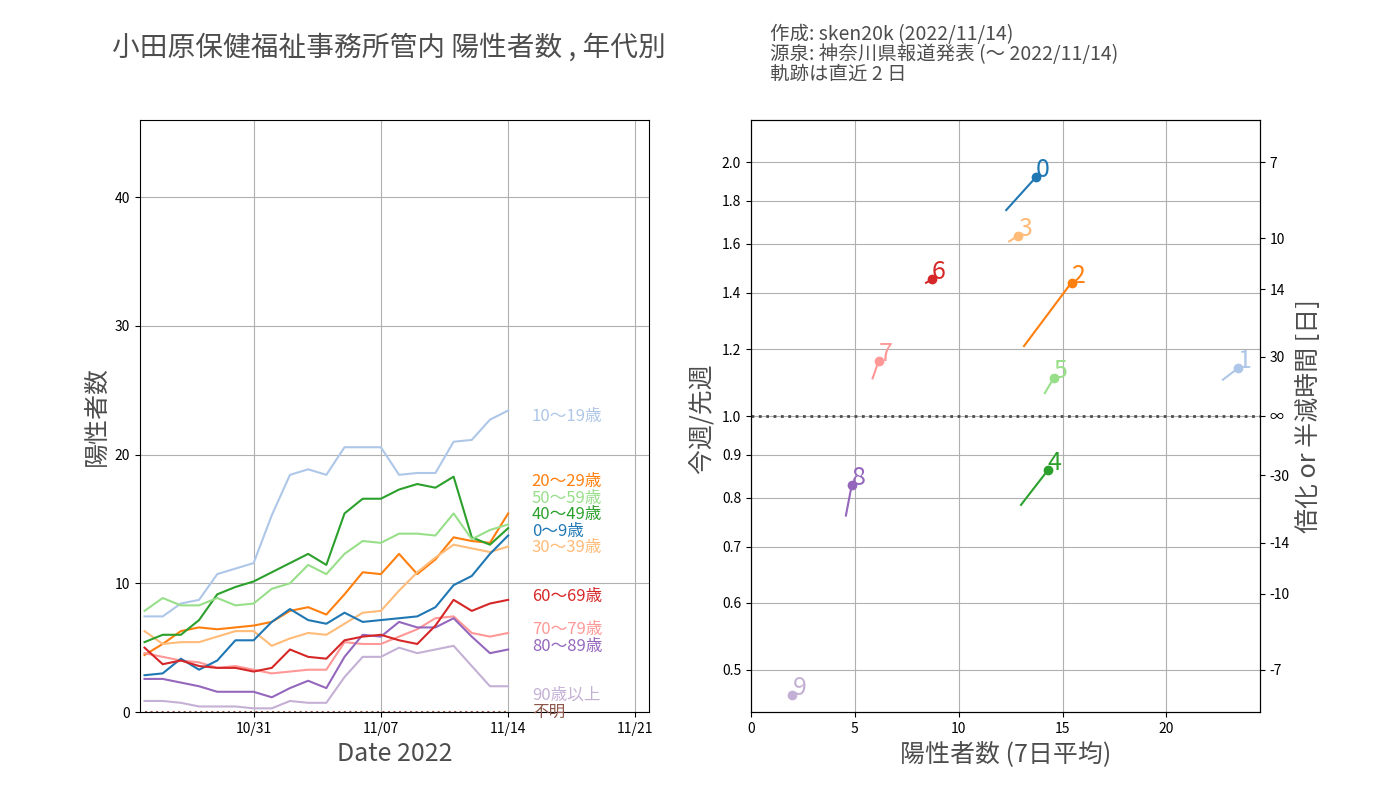 小田原保健福祉事務所管内 陽性者数 , 年代別
作成: sken20k (2022/11/14)
源泉: 神奈川県報道発表 (～ 2022/11/14)
軌跡は直近 2 日
陽性者数
40
30
20
10
0
10/31
11/07
11/14
11/21
Date 2022
10～19歳
20～29歳
50～59歳
40～49歳
0～9歳
30～39歳
60～69歳
70～79歳
80～89歳
90歳以上
不明
今週/先週
2.0
1.8
1.6
1.4
1.2
1.0
0.9
0.8
0.7
0.6
0.5
0
3
6
2
7
5
1
4
8
9
0
5
10
15
20
陽性者数 (7日平均)
7
10
14
30
∞
-30
-14
-10
-7
倍化 or 半減時間 [日]